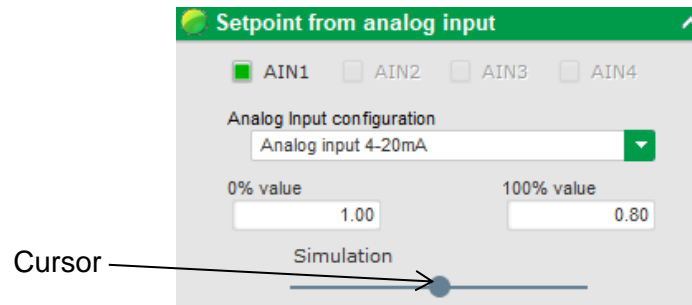 Setpoint from analog input
AIN1 AIN2 AIN3 AIN4
Analog Input configuration
Analog input 4-20mA
0% value 100% value
1.00 0.80
Simulation
Cursor